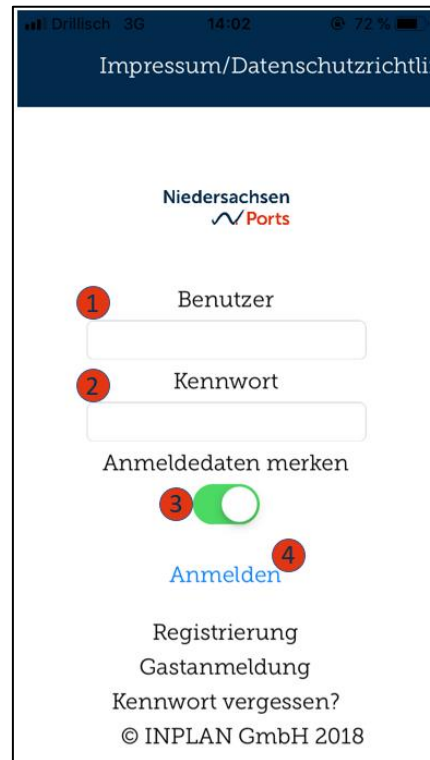 Drillisch 3G 14:02 72 %
Impressum/Datenschutzrichtli
Niedersachsen
Ports
1 Benutzer
2 Kennwort
Anmeldedaten merken
3
4
Anmelden
Registrierung
Gastanmeldung
Kennwort vergessen?
© INPLAN GmbH 2018